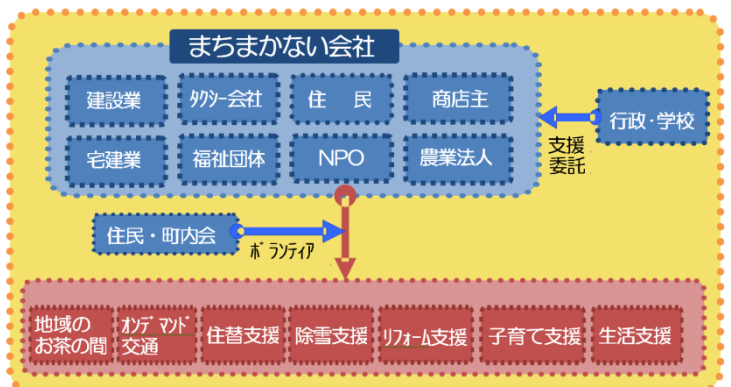 まちまかない会社
建設業
ﾀｸｼｰ会社
住　民
商店主
宅建業
福祉団体
NPO
農業法人
行政・学校
支援
委託
住民・町内会
ﾎﾞﾗﾝﾃｨｱ
地域の
お茶の間
ｵﾝﾃﾞﾏﾝﾄﾞ
交通
住替支援
除雪支援
ﾘﾌｫｰﾑ支援
子育て支援
生活支援